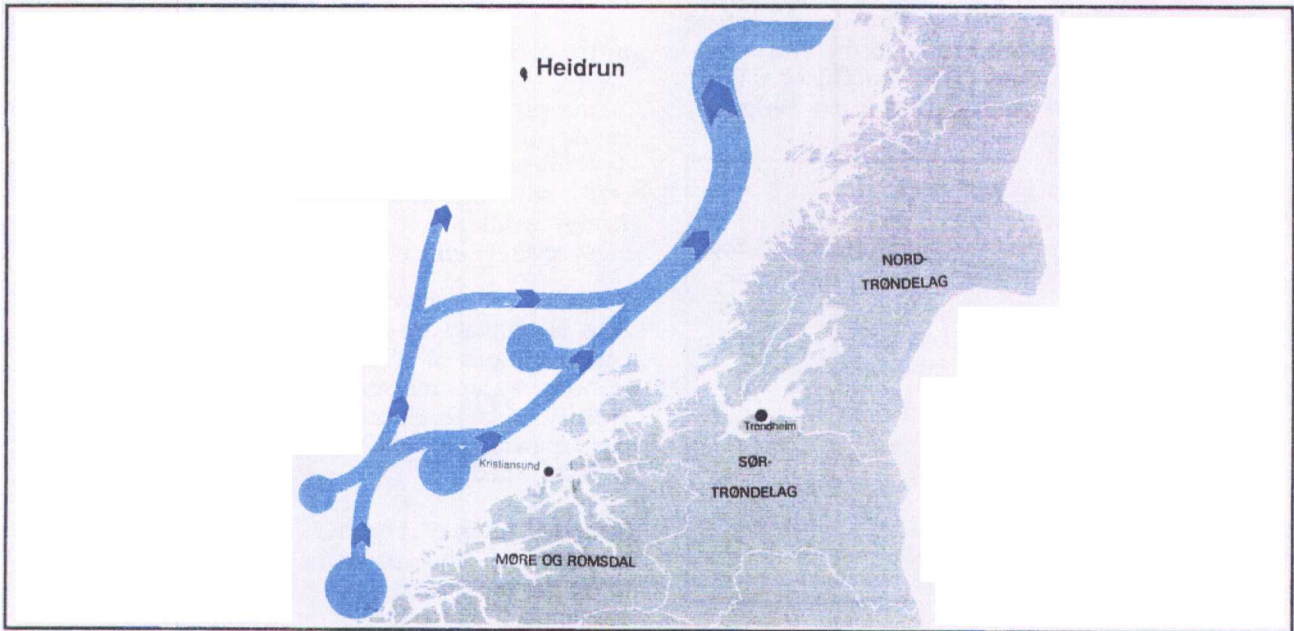 Heidrun
NORD-
TRØNDELAG
Trondheim
Kristiansund
SØR-
TRØNDELAG
MØRE OG ROMSDAL